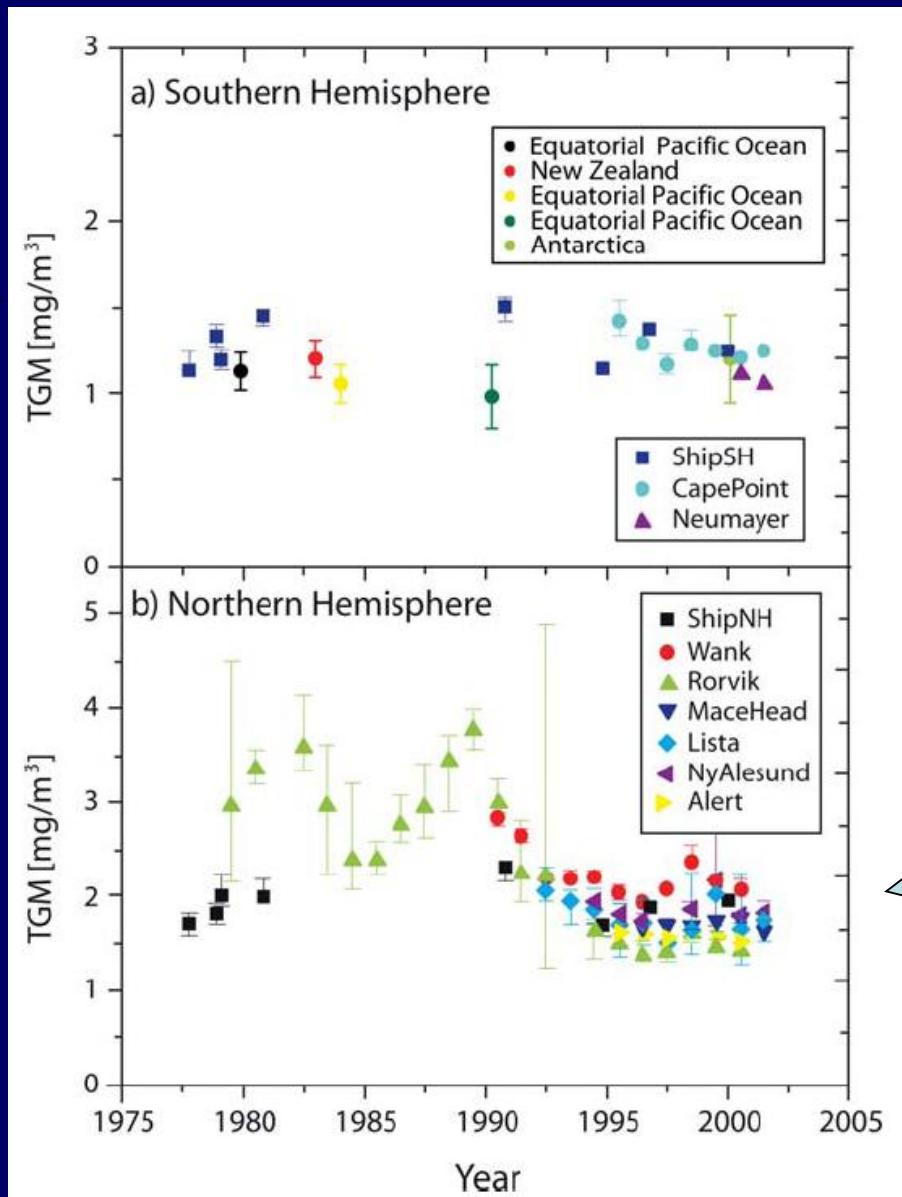 3
a) Southern Hemisphere
Equatorial Pacific Ocean
New Zealand
Equatorial Pacific Ocean
Equatorial Pacific Ocean
Antarctica
2
TGM [mg/m³]
1
ShipSH
CapePoint
Neumayer
0
b) Northern Hemisphere
5
ShipNH
Wank
Rorvik
MaceHead
Lista
NyAlesund
Alert
4
3
TGM [mg/m³]
2
1
0
1975 1980 1985 1990 1995 2000 2005
Year